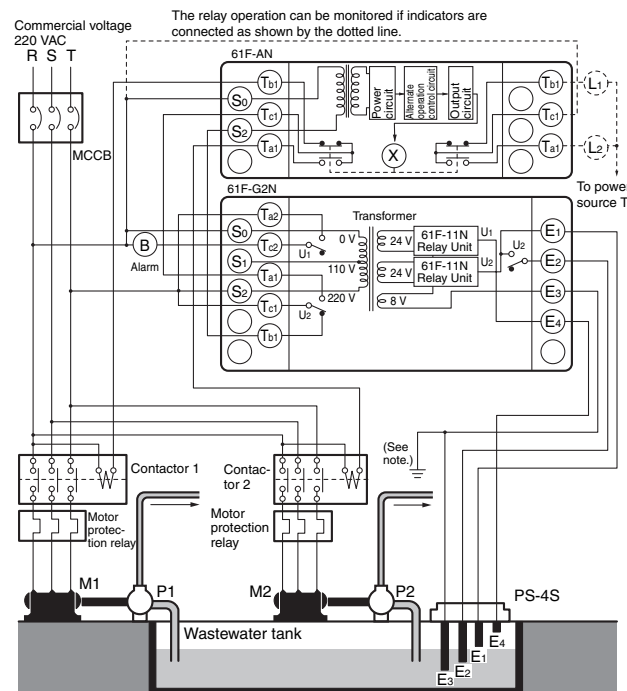 The relay operation can be monitored if indicators are
connected as shown by the dotted line.
Commercial voltage
220 VAC
R S T
MCCB
61F-AN
Tb1
S0
Tc1
S2
Ta1
Power
circuit
Alternate
operation
control circuit
Output
circuit
X
Tb1
Tc1
Ta1
L1
L2
To power
source T
61F-G2N
Ta2
S0
Tc2
S1
Ta1
S2
Tc1
Tb1
B
Alarm
U1
U2
Transformer
0 V
110 V
220 V
24 V
24 V
8 V
61F-11N
Relay Unit
61F-11N
Relay Unit
U1
U2
U2
E1
E2
E3
E4
(See
note.)
Contactor 1
Contac-
tor 2
Motor
protec-
tion relay
Motor
protection
relay
M1
P1
M2
P2
PS-4S
Wastewater tank
E4
E1
E2
E3